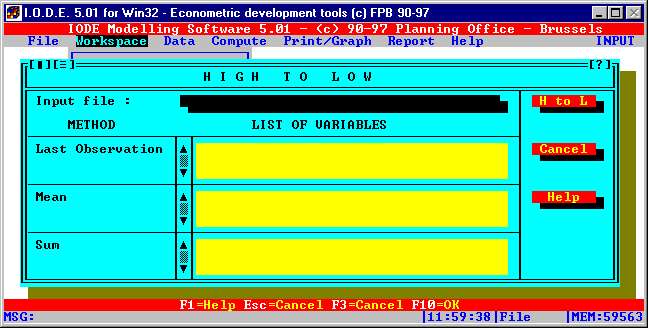 I.O.D.E. 5.01 for Win32 - Econometric development tools (c) FPB 90-97
IODE Modelling Software 5.01 - (c) 90-97 Planning Office - Brussels
File Workspace Data Compute Print/Graph Report Help INPUT
[▮][=] [?]
H I G H T O L O W
Input file : H to L
METHOD LIST OF VARIABLES
Last Observation Cancel
Mean Help
Sum
F1=Help Esc=Cancel F3=Cancel F10=OK
MSG: |11:59:38|File |MEM:59563